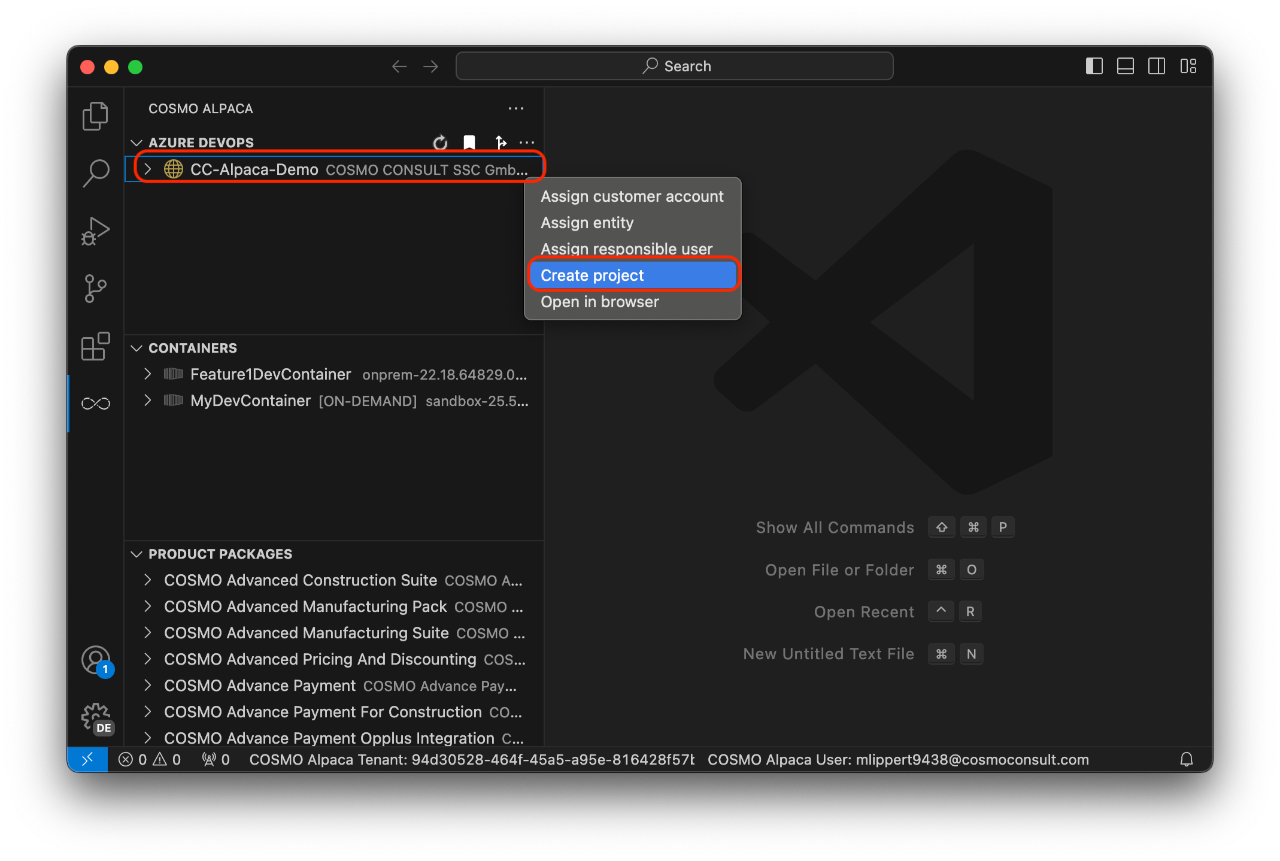 Search
COSMO ALPACA
AZURE DEVOPS
CC-Alpaca-Demo COSMO CONSULT SSC Gmb...
Assign customer account
Assign entity
Assign responsible user
Create project
Open in browser
CONTAINERS
Feature1DevContainer onprem-22.18.64829.0...
MyDevContainer [ON-DEMAND] sandbox-25.5...
Show All Commands ⇧ ⌘ P
Open File or Folder ⌘ O
Open Recent ^ R
New Untitled Text File ⌘ N
PRODUCT PACKAGES
COSMO Advanced Construction Suite COSMO A...
COSMO Advanced Manufacturing Pack COSMO ...
COSMO Advanced Manufacturing Suite COSMO ...
COSMO Advanced Pricing And Discounting COS...
COSMO Advance Payment COSMO Advance Pay...
COSMO Advance Payment For Construction CO...
COSMO Advance Payment Opplus Integration C...
1
DE
0 0 0 COSMO Alpaca Tenant: 94d30528-464f-45a5-a95e-816428f57b COSMO Alpaca User: mlippert9438@cosmoconsult.com